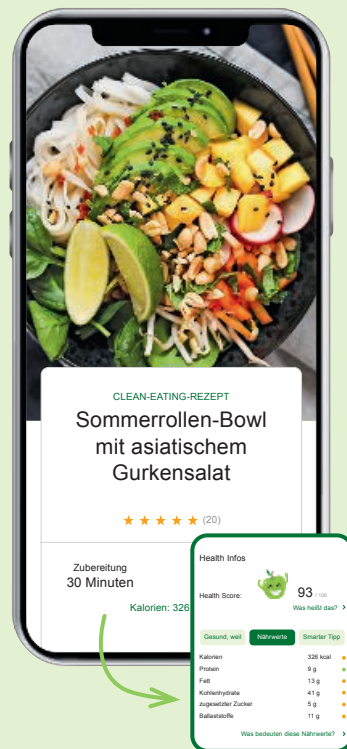 CLEAN-EATING-REZEPT
Sommerrollen-Bowl
mit asiatischem
Gurkensalat
(20)
Zubereitung
30 Minuten
Kalorien: 326
Health Infos
Health Score:
93 / 100
Was heißt das?
Gesund, weil
Nährwerte
Smarter Tipp
Kalorien 326 kcal
Protein 9 g
Fett 13 g
Kohlenhydrate 41 g
zugesetzter Zucker 5 g
Ballaststoffe 11 g
Was bedeuten diese Nährwerte?